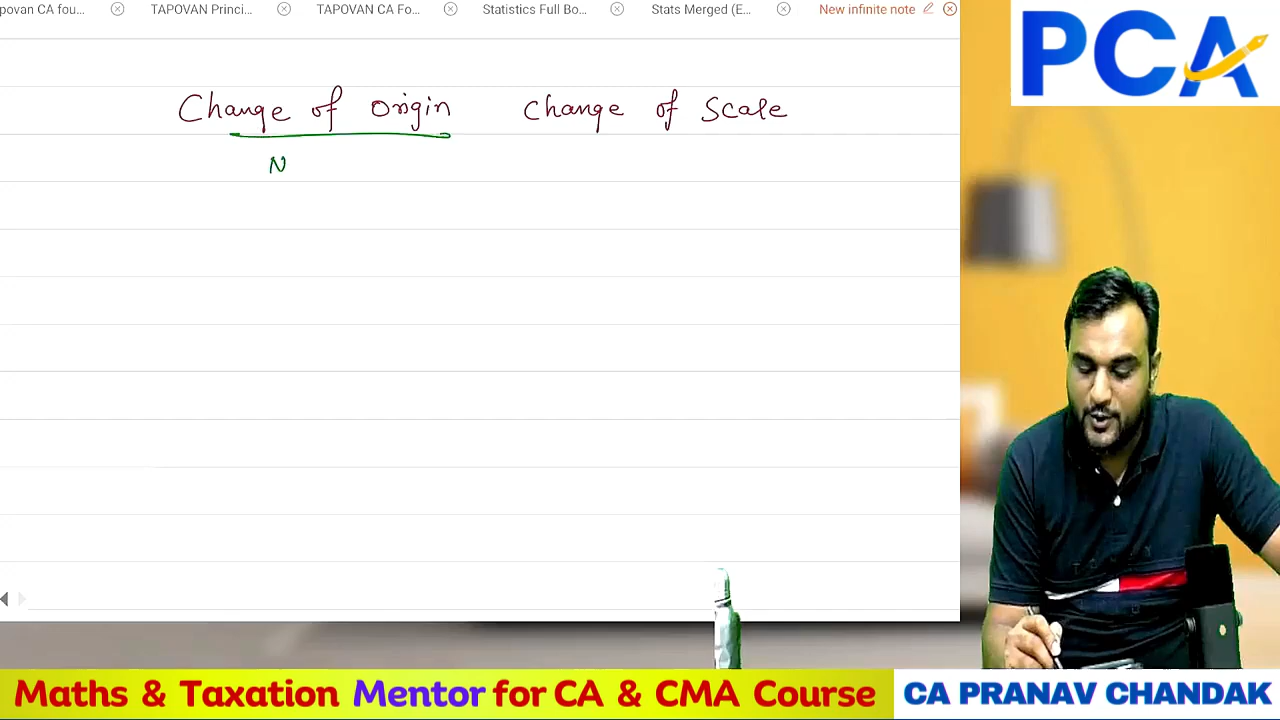 povan CA fou... TAPOVAN Princi... TAPOVAN CA Fo... Statistics Full Bo... Stats Merged (E... New infinite note
PCA
Change of Origin Change of Scale
N
Maths & Taxation Mentor for CA & CMA Course CA PRANAV CHANDAK